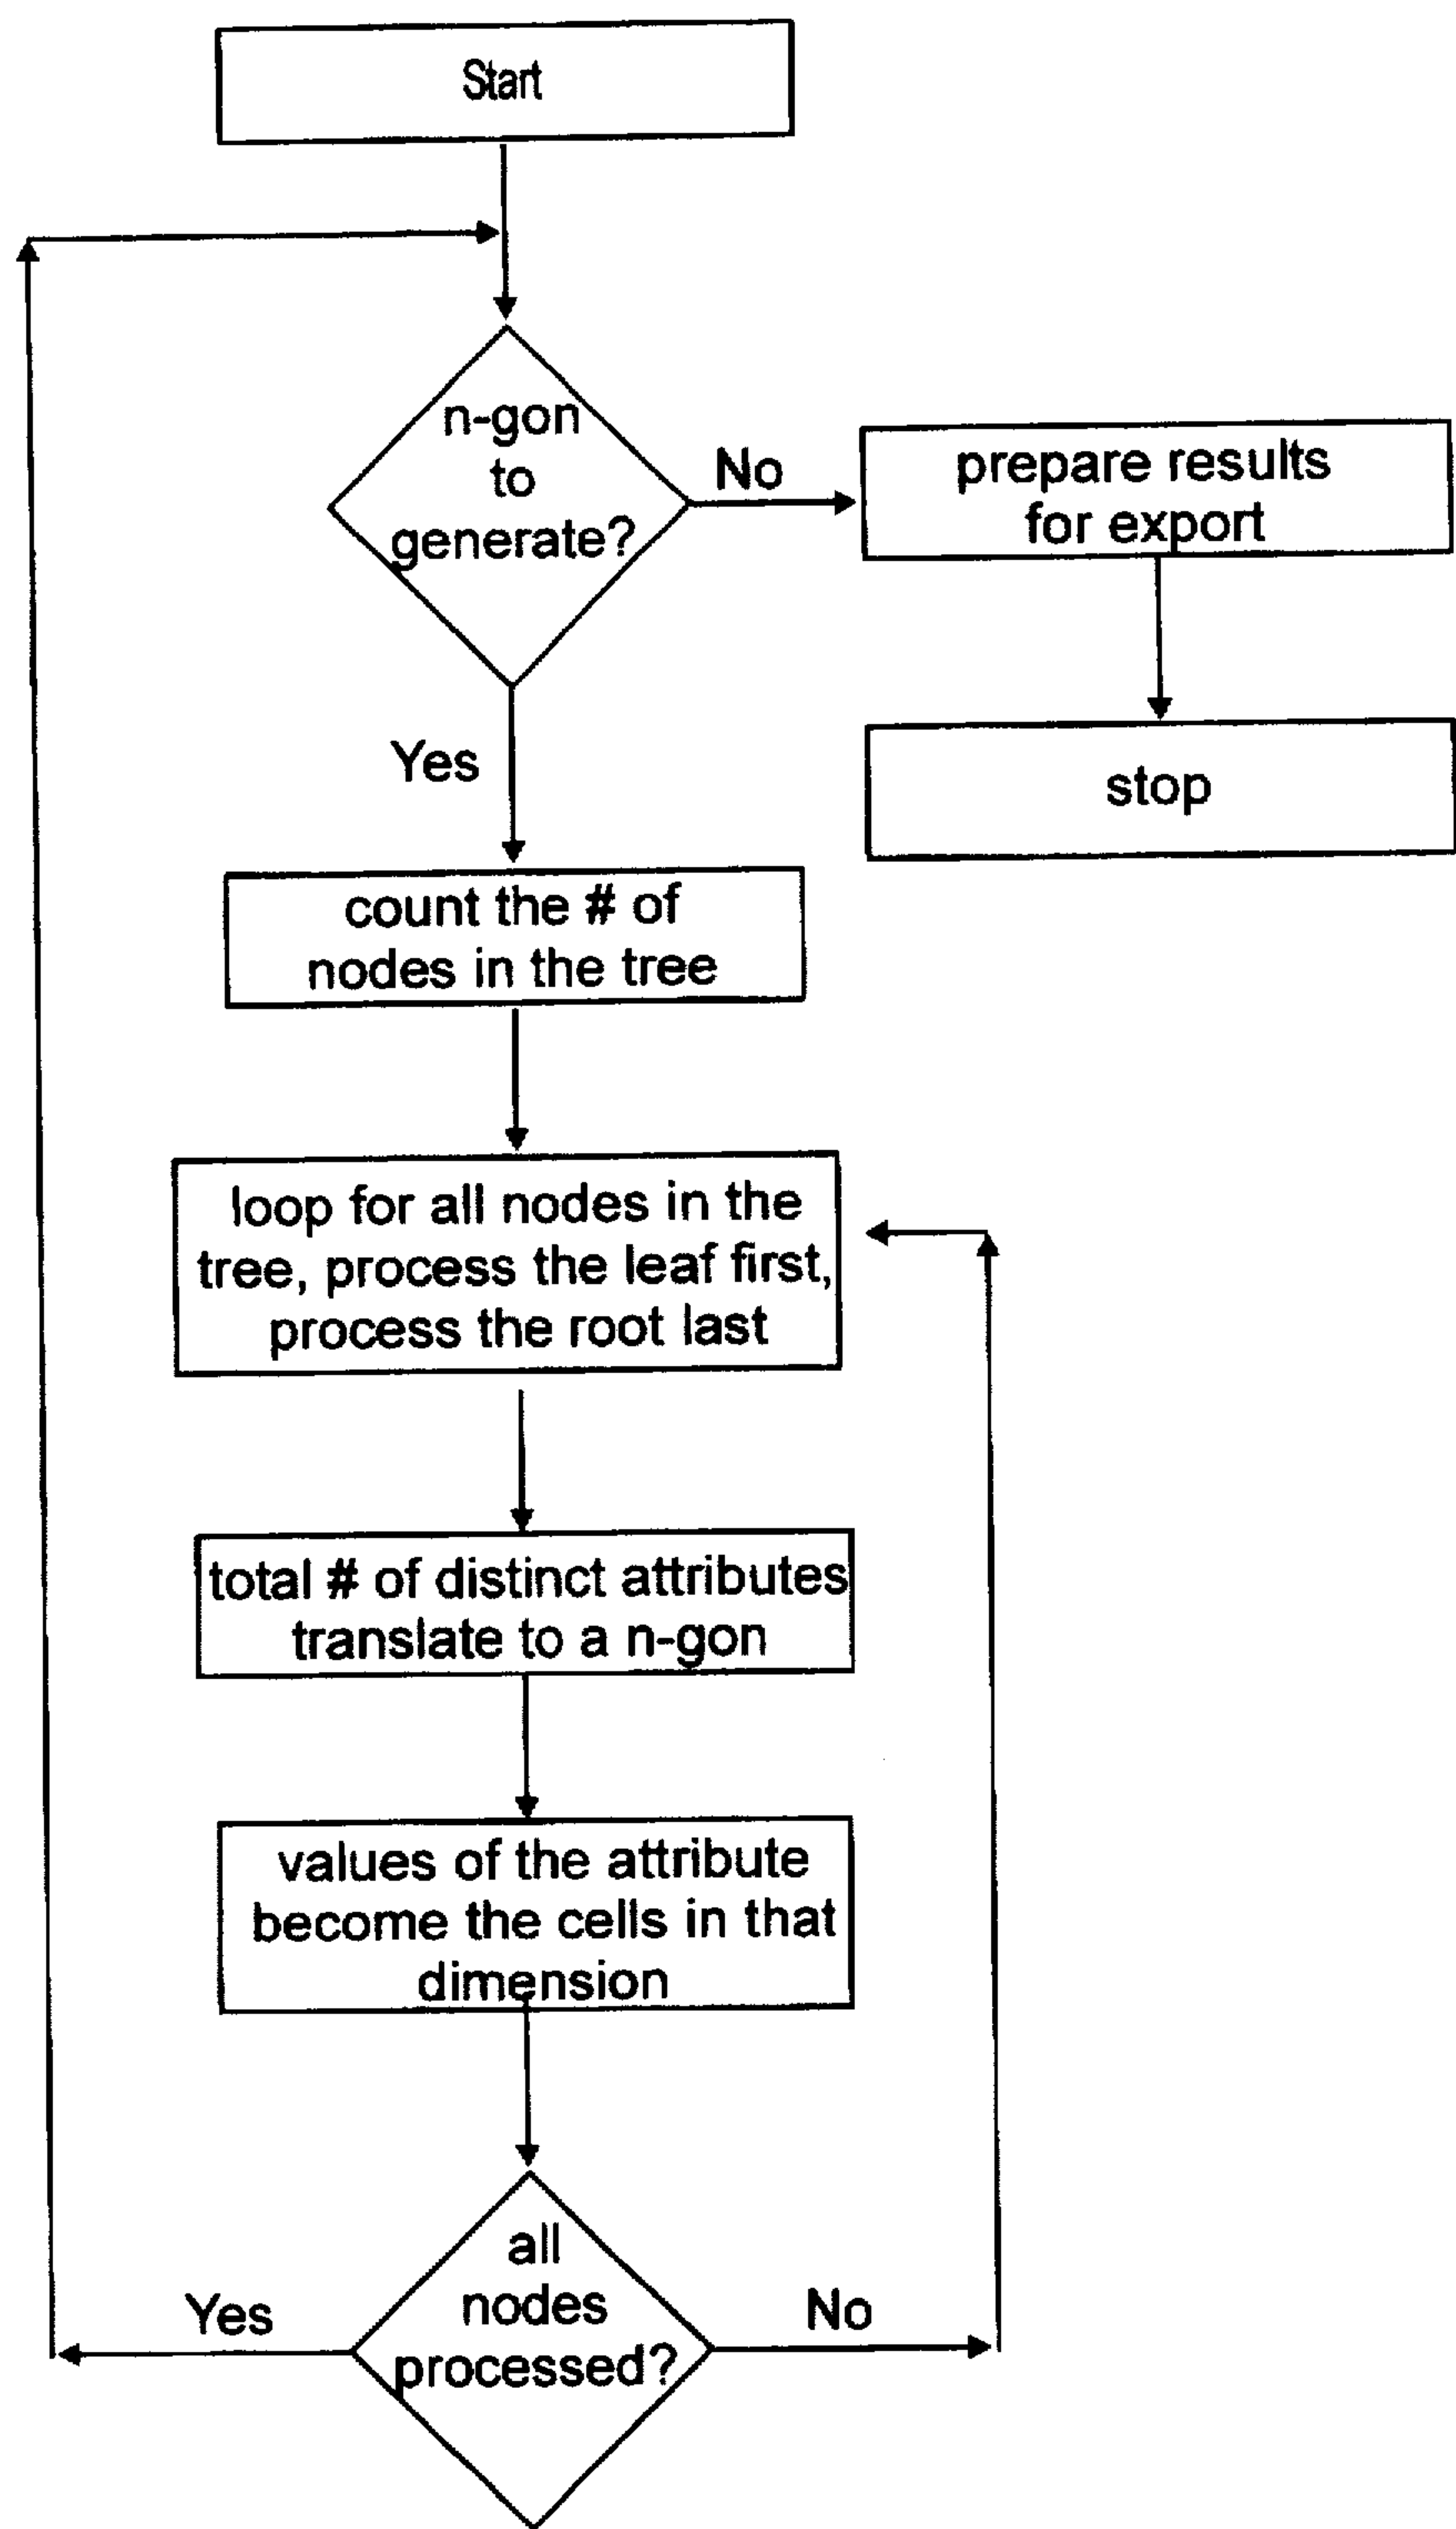 Start
n-gon
to
generate?
No
prepare results
for export
stop
Yes
count the # of
nodes in the tree
loop for all nodes in the
tree, process the leaf first,
process the root last
total # of distinct attributes
translate to a n-gon
values of the attribute
become the cells in that
dimension
all
nodes
processed?
Yes
No